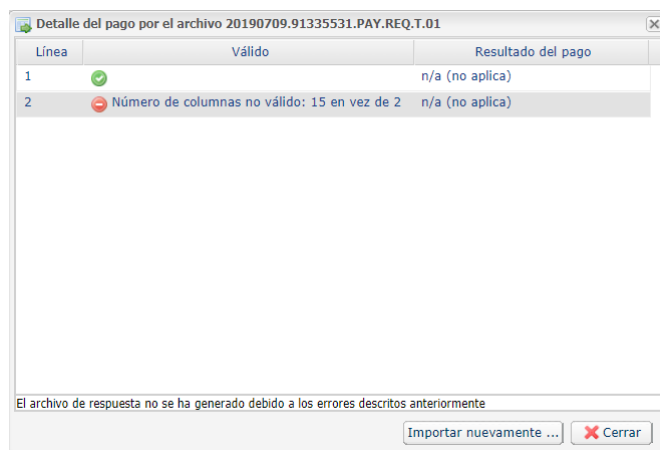 Detalle del pago por el archivo 20190709.91335531.PAY.REQ.T.01
Línea Válido Resultado del pago
1 n/a (no aplica)
2 Número de columnas no válido: 15 en vez de 2 n/a (no aplica)
El archivo de respuesta no se ha generado debido a los errores descritos anteriormente
Importar nuevamente ... Cerrar